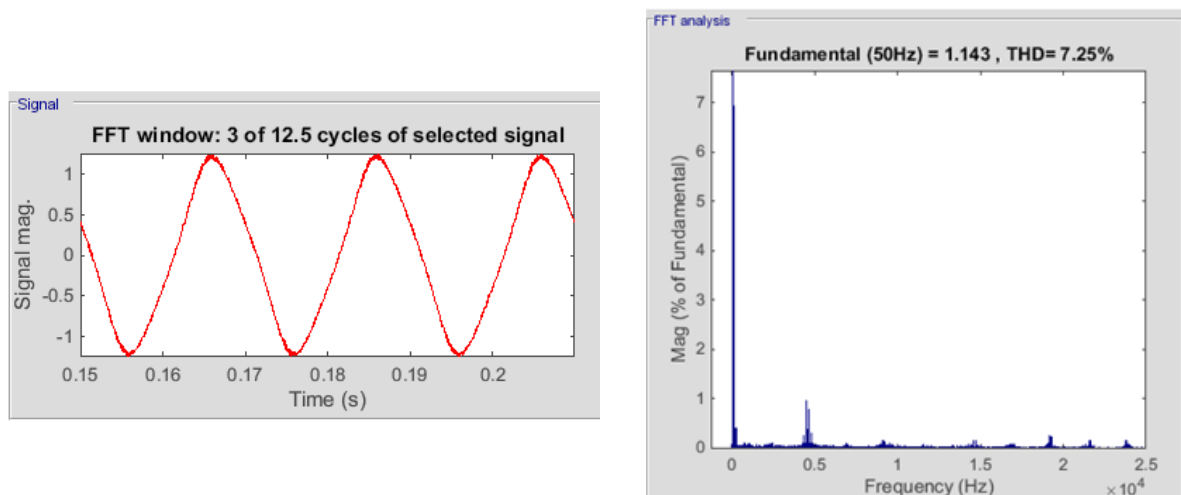 Signal
FFT window: 3 of 12.5 cycles of selected signal
1
0.5
0
-0.5
-1
Signal mag.
0.15 0.16 0.17 0.18 0.19 0.2
Time (s)
FFT analysis
Fundamental (50Hz) = 1.143 , THD= 7.25%
7
6
5
4
3
2
1
0
Mag (% of Fundamental)
0 0.5 1 1.5 2 2.5
Frequency (Hz)
×10⁴